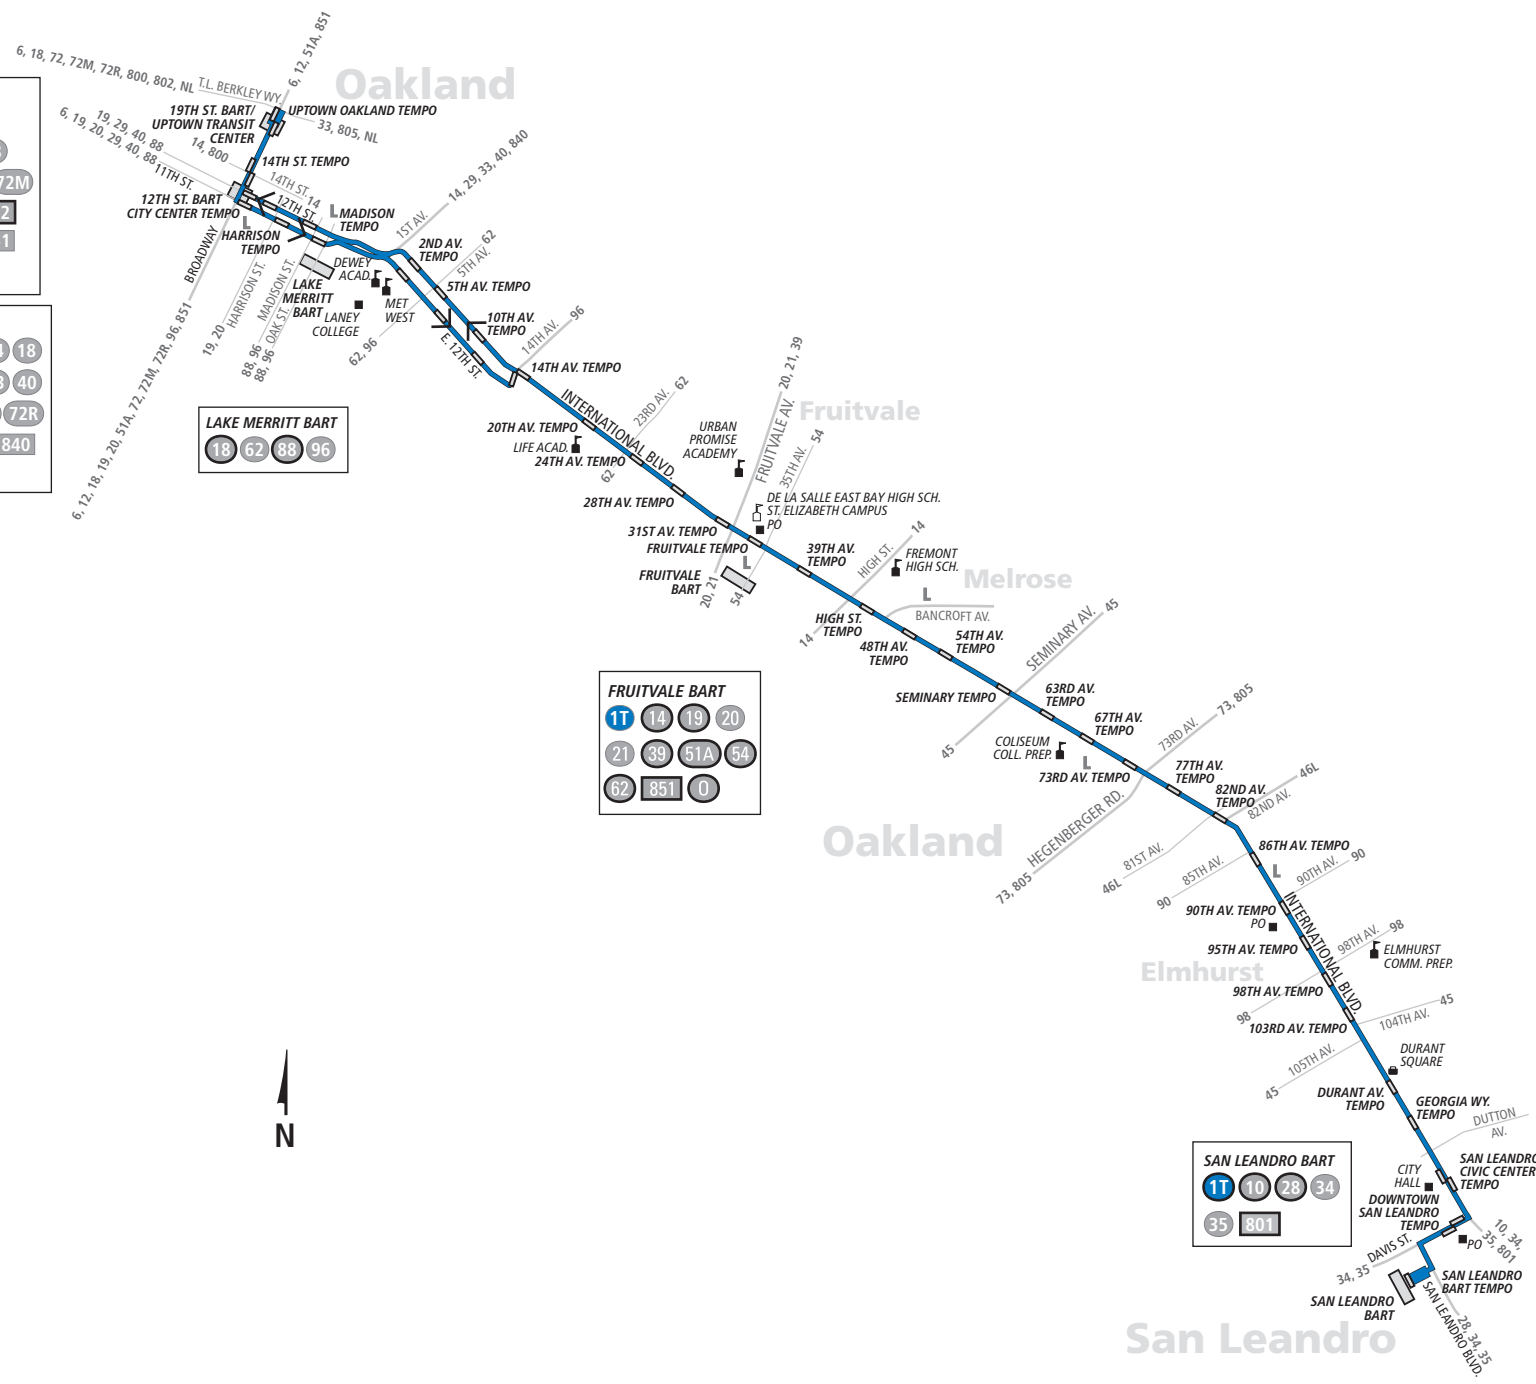 6, 18, 72, 72M, 72R, 800, 802, NL
T.L. BERKLEY WY.
6, 12, 51A, 851
Oakland
19TH ST. BART/
UPTOWN TRANSIT
CENTER
UPTOWN OAKLAND TEMPO
33, 805, NL
19, 29, 40, 88
6, 19, 20, 29, 40, 88
14, 800
11TH ST.
14TH ST. TEMPO
14TH ST.
14
12TH ST.
12TH ST. BART
CITY CENTER TEMPO
L
HARRISON
TEMPO
L
MADISON
TEMPO
1ST AV.
14, 29, 33, 40, 840
BROADWAY
6, 12, 18, 19, 20, 51A, 72, 72M, 72R, 96, 851
HARRISON ST.
19, 20
MADISON ST.
88, 96
OAK ST.
88, 96
LAKE
MERRITT
BART
DEWEY
ACAD.
MET
WEST
LANEY
COLLEGE
2ND AV.
TEMPO
5TH AV.
62
62, 96
5TH AV. TEMPO
10TH AV.
TEMPO
E. 12TH ST.
14TH AV.
96
14TH AV. TEMPO
72M
2
1
18
40
72R
840
LAKE MERRITT BART
18 62 88 96
INTERNATIONAL BLVD.
20TH AV. TEMPO
LIFE ACAD.
24TH AV. TEMPO
23RD AV.
62
62
28TH AV. TEMPO
31ST AV. TEMPO
FRUITVALE TEMPO
URBAN
PROMISE
ACADEMY
FRUITVALE AV.
20, 21, 39
Fruitvale
35TH AV.
54
DE LA SALLE EAST BAY HIGH SCH.
ST. ELIZABETH CAMPUS
PO
L
FRUITVALE
BART
20, 21
54
39TH AV.
TEMPO
HIGH ST.
14
14
FREMONT
HIGH SCH.
Melrose
L
BANCROFT AV.
HIGH ST.
TEMPO
48TH AV.
TEMPO
54TH AV.
TEMPO
SEMINARY AV.
45
45
SEMINARY TEMPO
63RD AV.
TEMPO
67TH AV.
TEMPO
COLISEUM
COLL. PREP.
L
73RD AV. TEMPO
73RD AV.
73, 805
HEGENBERGER RD.
73, 805
77TH AV.
TEMPO
82ND AV.
TEMPO
46L
82ND AV.
FRUITVALE BART
1T 14 19 20
21 39 51A 54
62 851 O
Oakland
81ST AV.
46L
85TH AV.
90
86TH AV. TEMPO
L
90TH AV.
90
90TH AV. TEMPO
PO
INTERNATIONAL BLVD.
95TH AV. TEMPO
98TH AV.
98
98
ELMHURST
COMM. PREP.
Elmhurst
98TH AV. TEMPO
103RD AV. TEMPO
45
104TH AV.
105TH AV.
45
DURANT
SQUARE
DURANT AV.
TEMPO
GEORGIA WY.
TEMPO
DUTTON
AV.
N
SAN LEANDRO BART
1T 10 28 34
35 801
CITY
HALL
SAN LEANDRO
CIVIC CENTER
TEMPO
DOWNTOWN
SAN LEANDRO
TEMPO
PO
10, 34,
35, 801
DAVIS ST.
34, 35
SAN LEANDRO
BART TEMPO
SAN LEANDRO
BART
SAN LEANDRO BLVD.
28, 34, 35
San Leandro